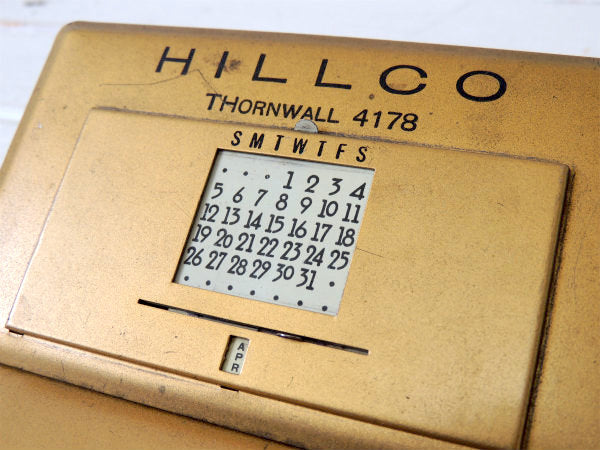 HILLCO
THORNWALL 4178
S M T W T F S
• • • 1 2 3 4
5 6 7 8 9 10 11
12 13 14 15 16 17 18
19 20 21 22 23 24 25
26 27 28 29 30 31 •
• • • • • •
APR